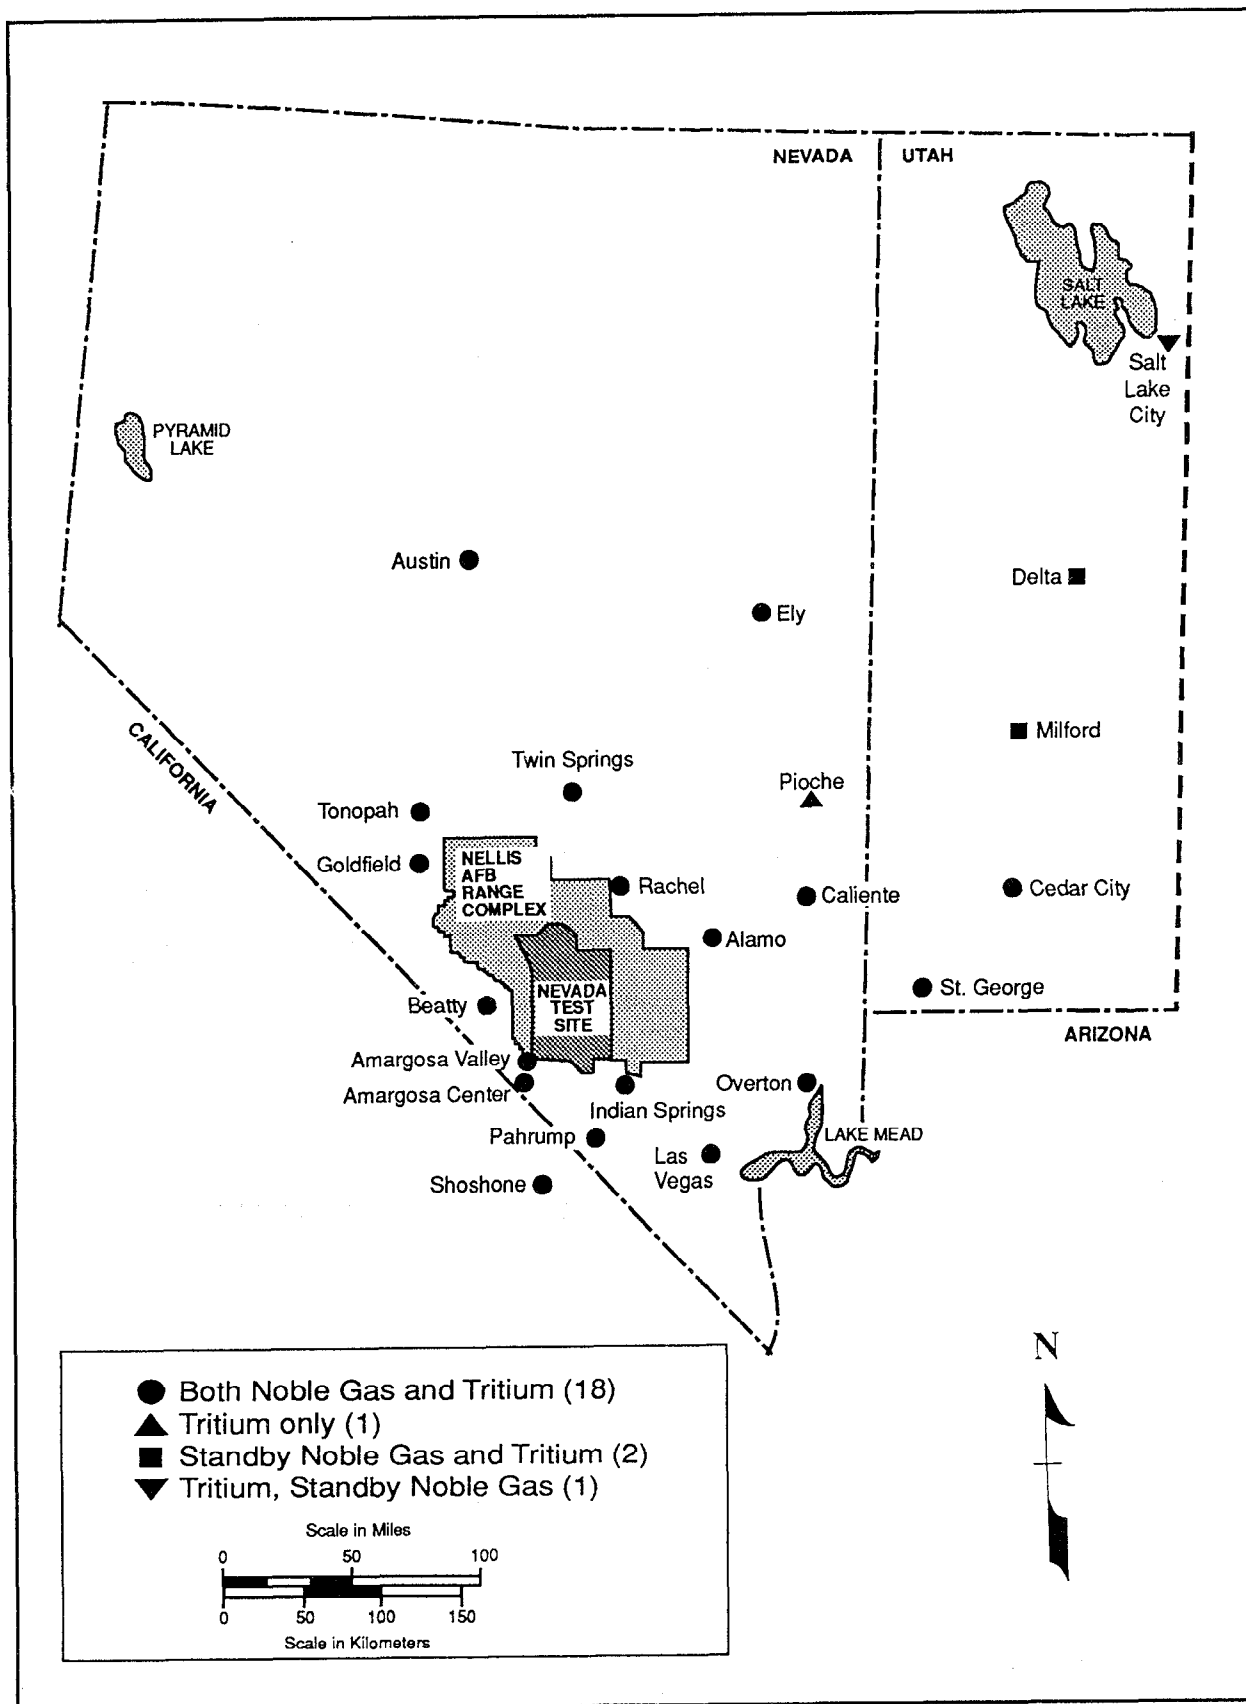 NEVADA
UTAH
SALT
LAKE
Salt
Lake
City
PYRAMID
LAKE
Austin
Delta
Ely
CALIFORNIA
Milford
Twin Springs
Pioche
Tonopah
Goldfield
NELLIS
AFB
RANGE
COMPLEX
Rachel
Caliente
Cedar City
Alamo
St. George
NEVADA
TEST
SITE
Beatty
ARIZONA
Amargosa Valley
Amargosa Center
Overton
Indian Springs
Pahrump
LAKE MEAD
Las
Vegas
Shoshone
N
Both Noble Gas and Tritium (18)
Tritium only (1)
Standby Noble Gas and Tritium (2)
Tritium, Standby Noble Gas (1)
Scale in Miles
0 50 100
0 50 100 150
Scale in Kilometers